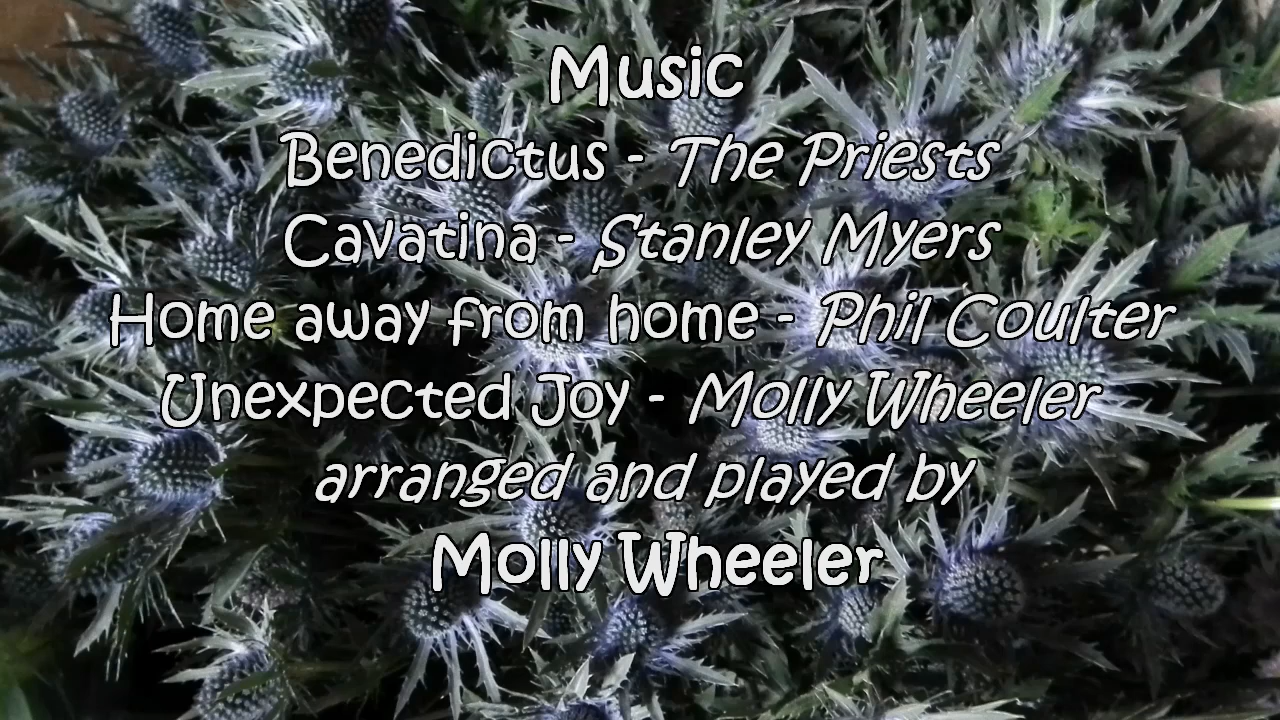 Music
Benedictus - The Priests
Cavatina - Stanley Myers
Home away from home - Phil Coulter
Unexpected Joy - Molly Wheeler
arranged and played by
Molly Wheeler